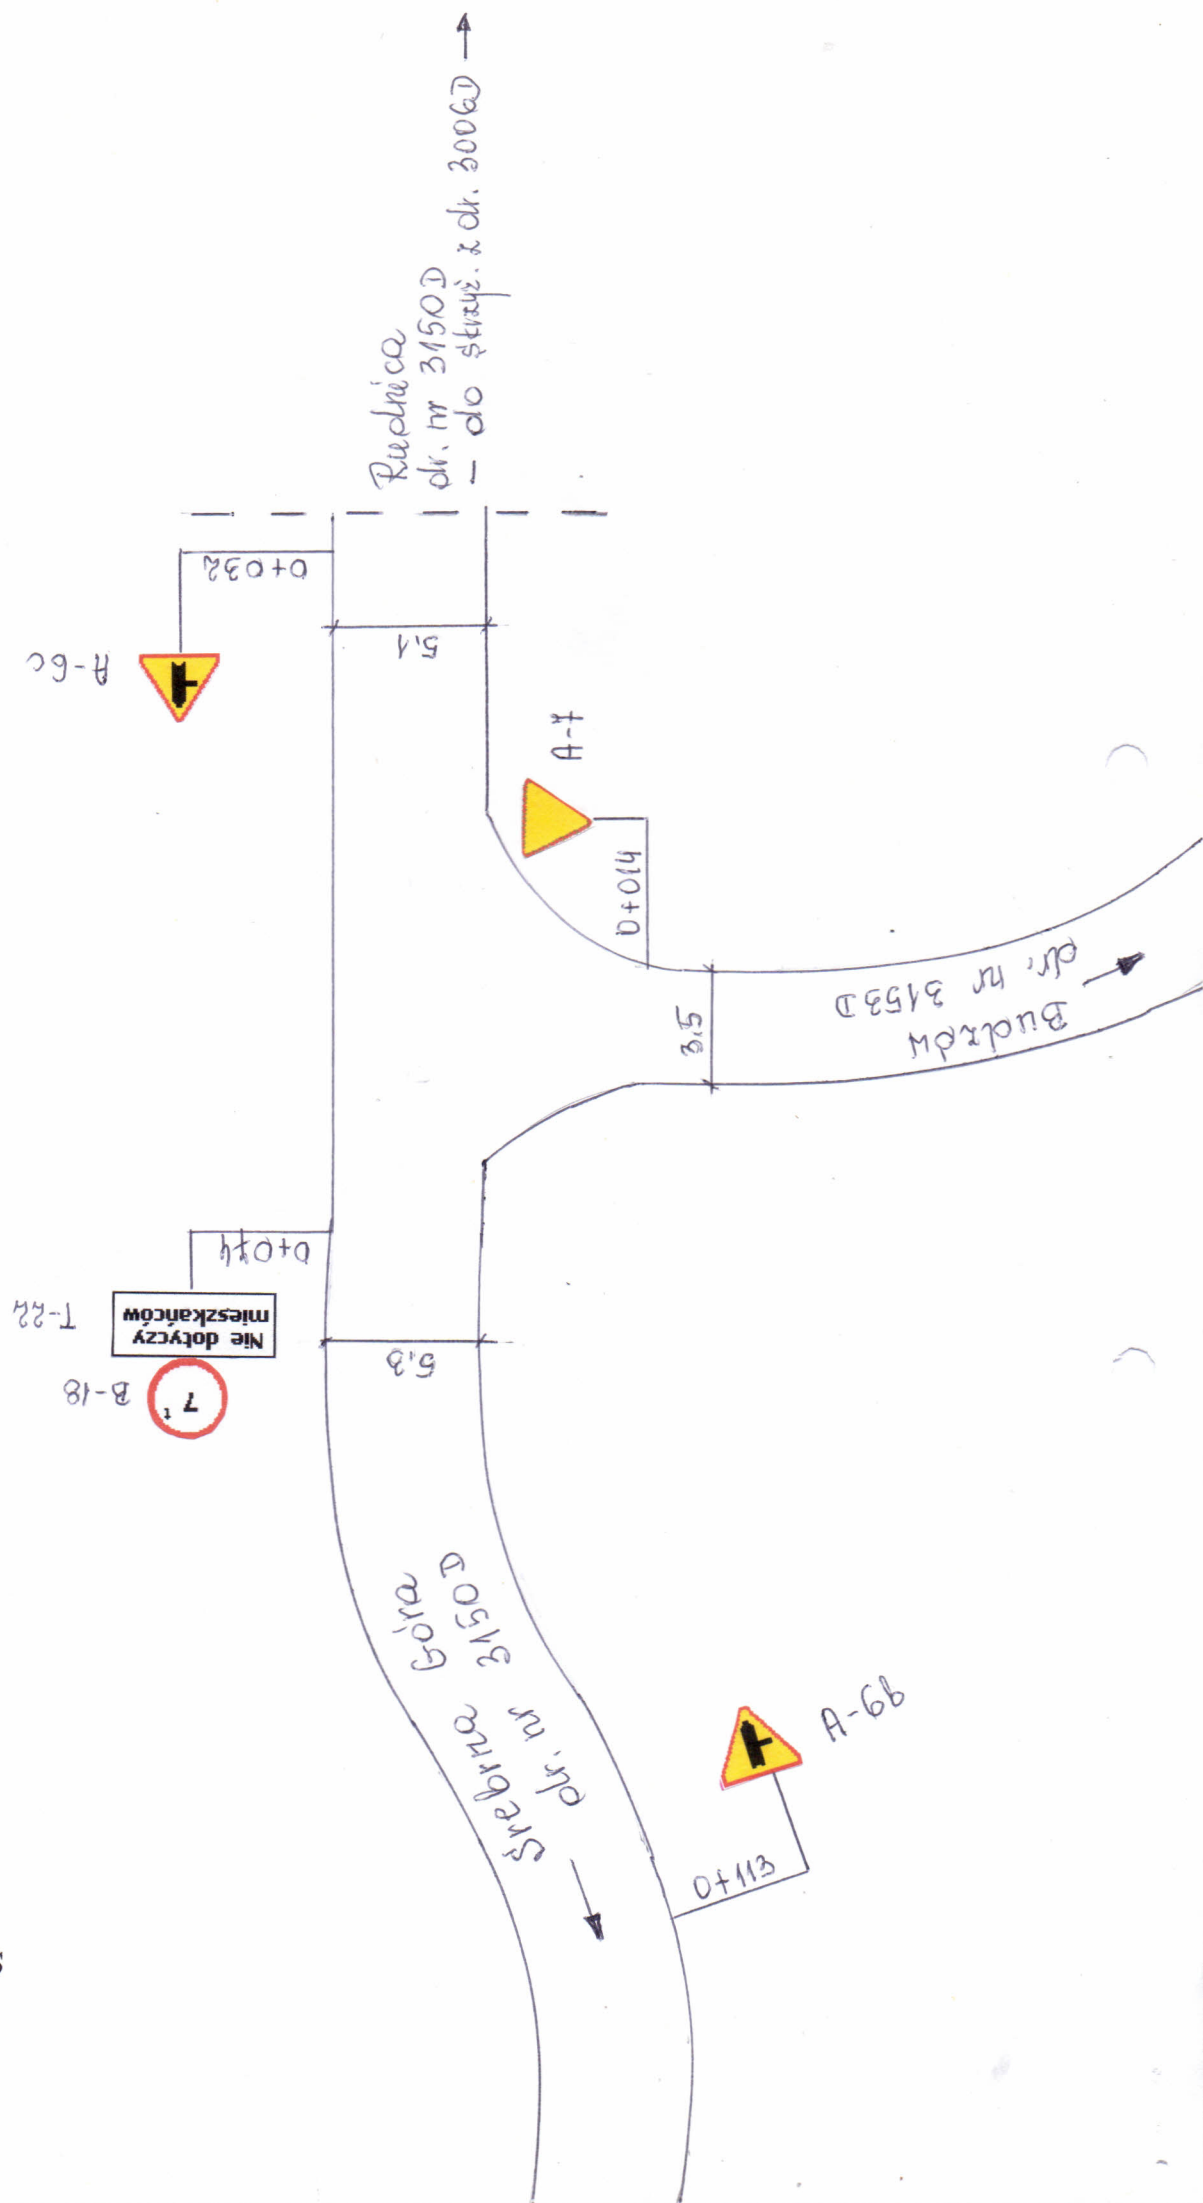 Rudnica
dr. nr 3150D
— do skrzyż. z dr. 3006D
0+032
A-6c
5,1
A-7
0+014
3,5
Budzów
dr. nr 3153D
0+074
T-22
Nie dotyczy
mieszkańców
B-18
7 t
5,3
Srebrna Góra
dr. nr 3150D
A-6b
0+113